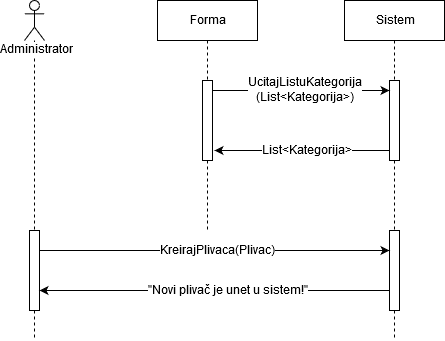 Forma
Sistem
Administrator
UcitajListuKategorija
(List<Kategorija>)
List<Kategorija>
KreirajPlivaca(Plivac)
"Novi plivač je unet u sistem!"